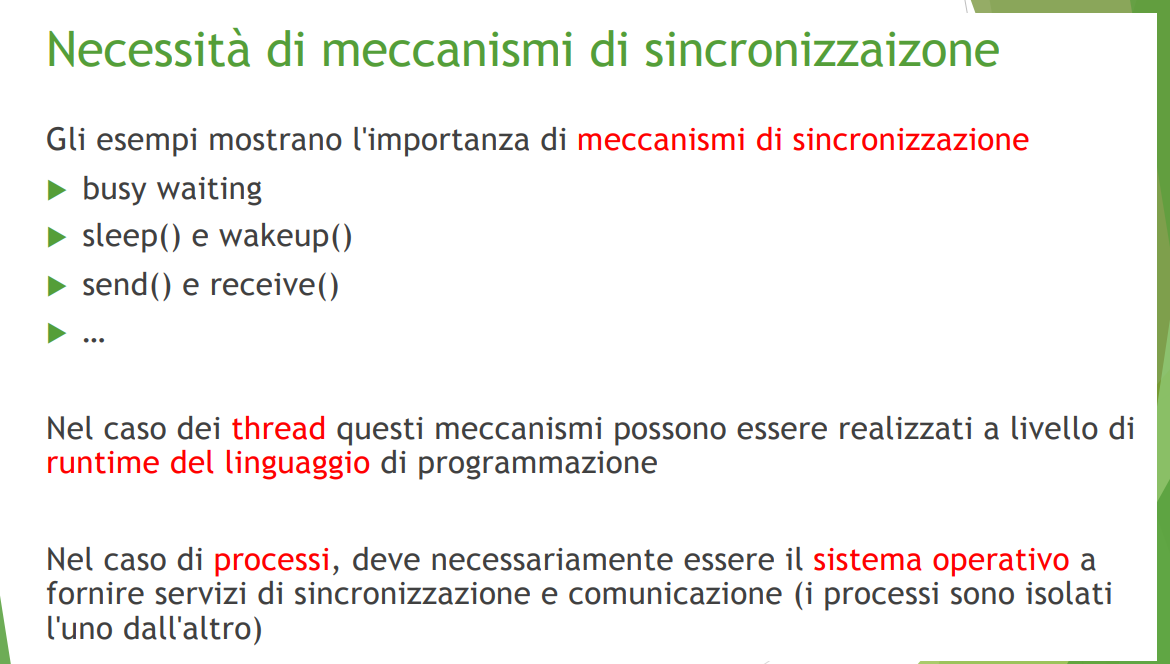 Necessità di meccanismi di sincronizzaizone
Gli esempi mostrano l'importanza di meccanismi di sincronizzazione
busy waiting
sleep() e wakeup()
send() e receive()
…
Nel caso dei thread questi meccanismi possono essere realizzati a livello di
runtime del linguaggio di programmazione
Nel caso di processi, deve necessariamente essere il sistema operativo a
fornire servizi di sincronizzazione e comunicazione (i processi sono isolati
l'uno dall'altro)